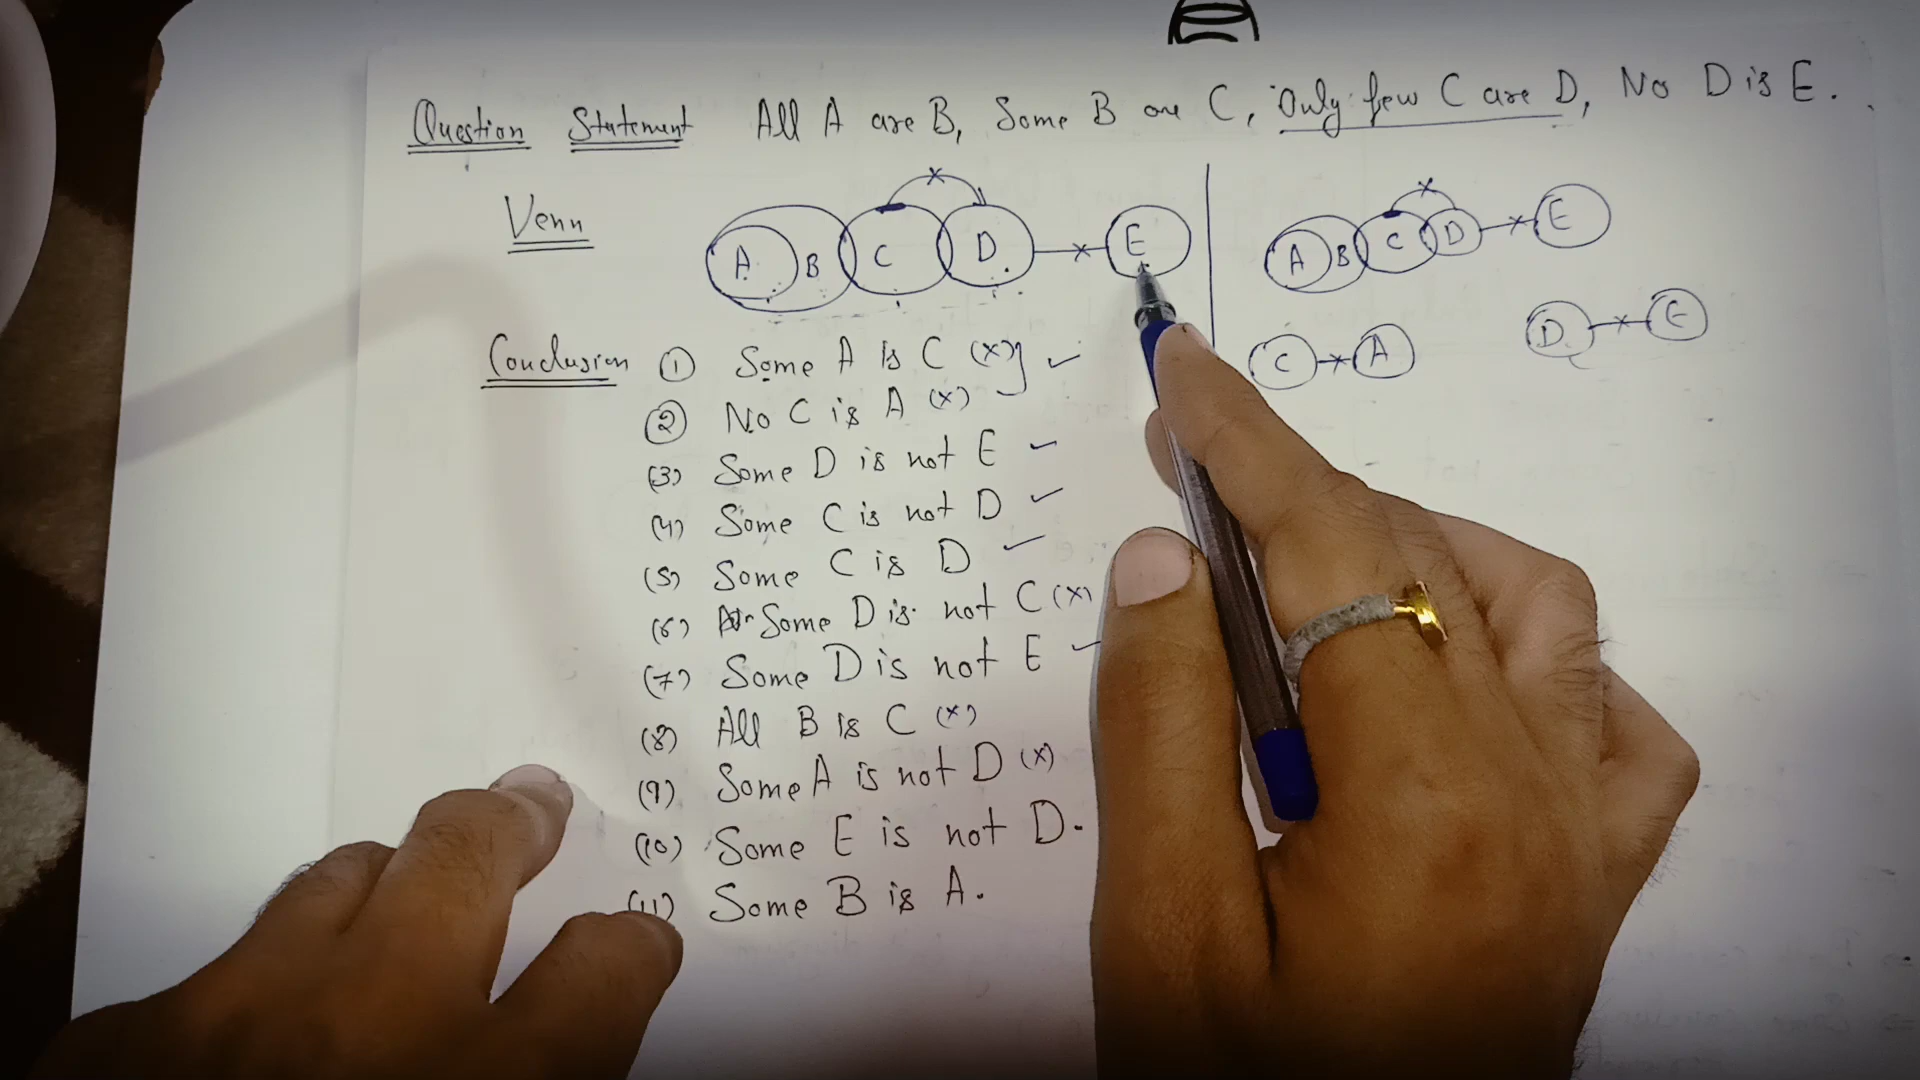 Question Statement All A are B, Some B are C, Only few C are D, No D is E.
Venn
A B C D E
A B C D E
C A
D E
Conclusion ① Some A is C (x)] ✓
② No C is A (x)
(3) Some D is not E ✓
(4) Some C is not D ✓
(5) Some C is D ✓
(6) Some D is not C (x)
(7) Some D is not E ✓
(8) All B is C (x)
(9) Some A is not D (x)
(10) Some E is not D.
(11) Some B is A.